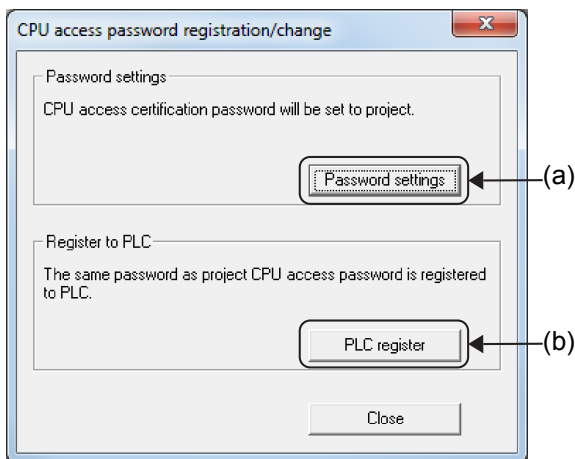 CPU access password registration/change
Password settings
CPU access certification password will be set to project.
Password settings
(a)
Register to PLC
The same password as project CPU access password is registered
to PLC.
PLC register
(b)
Close